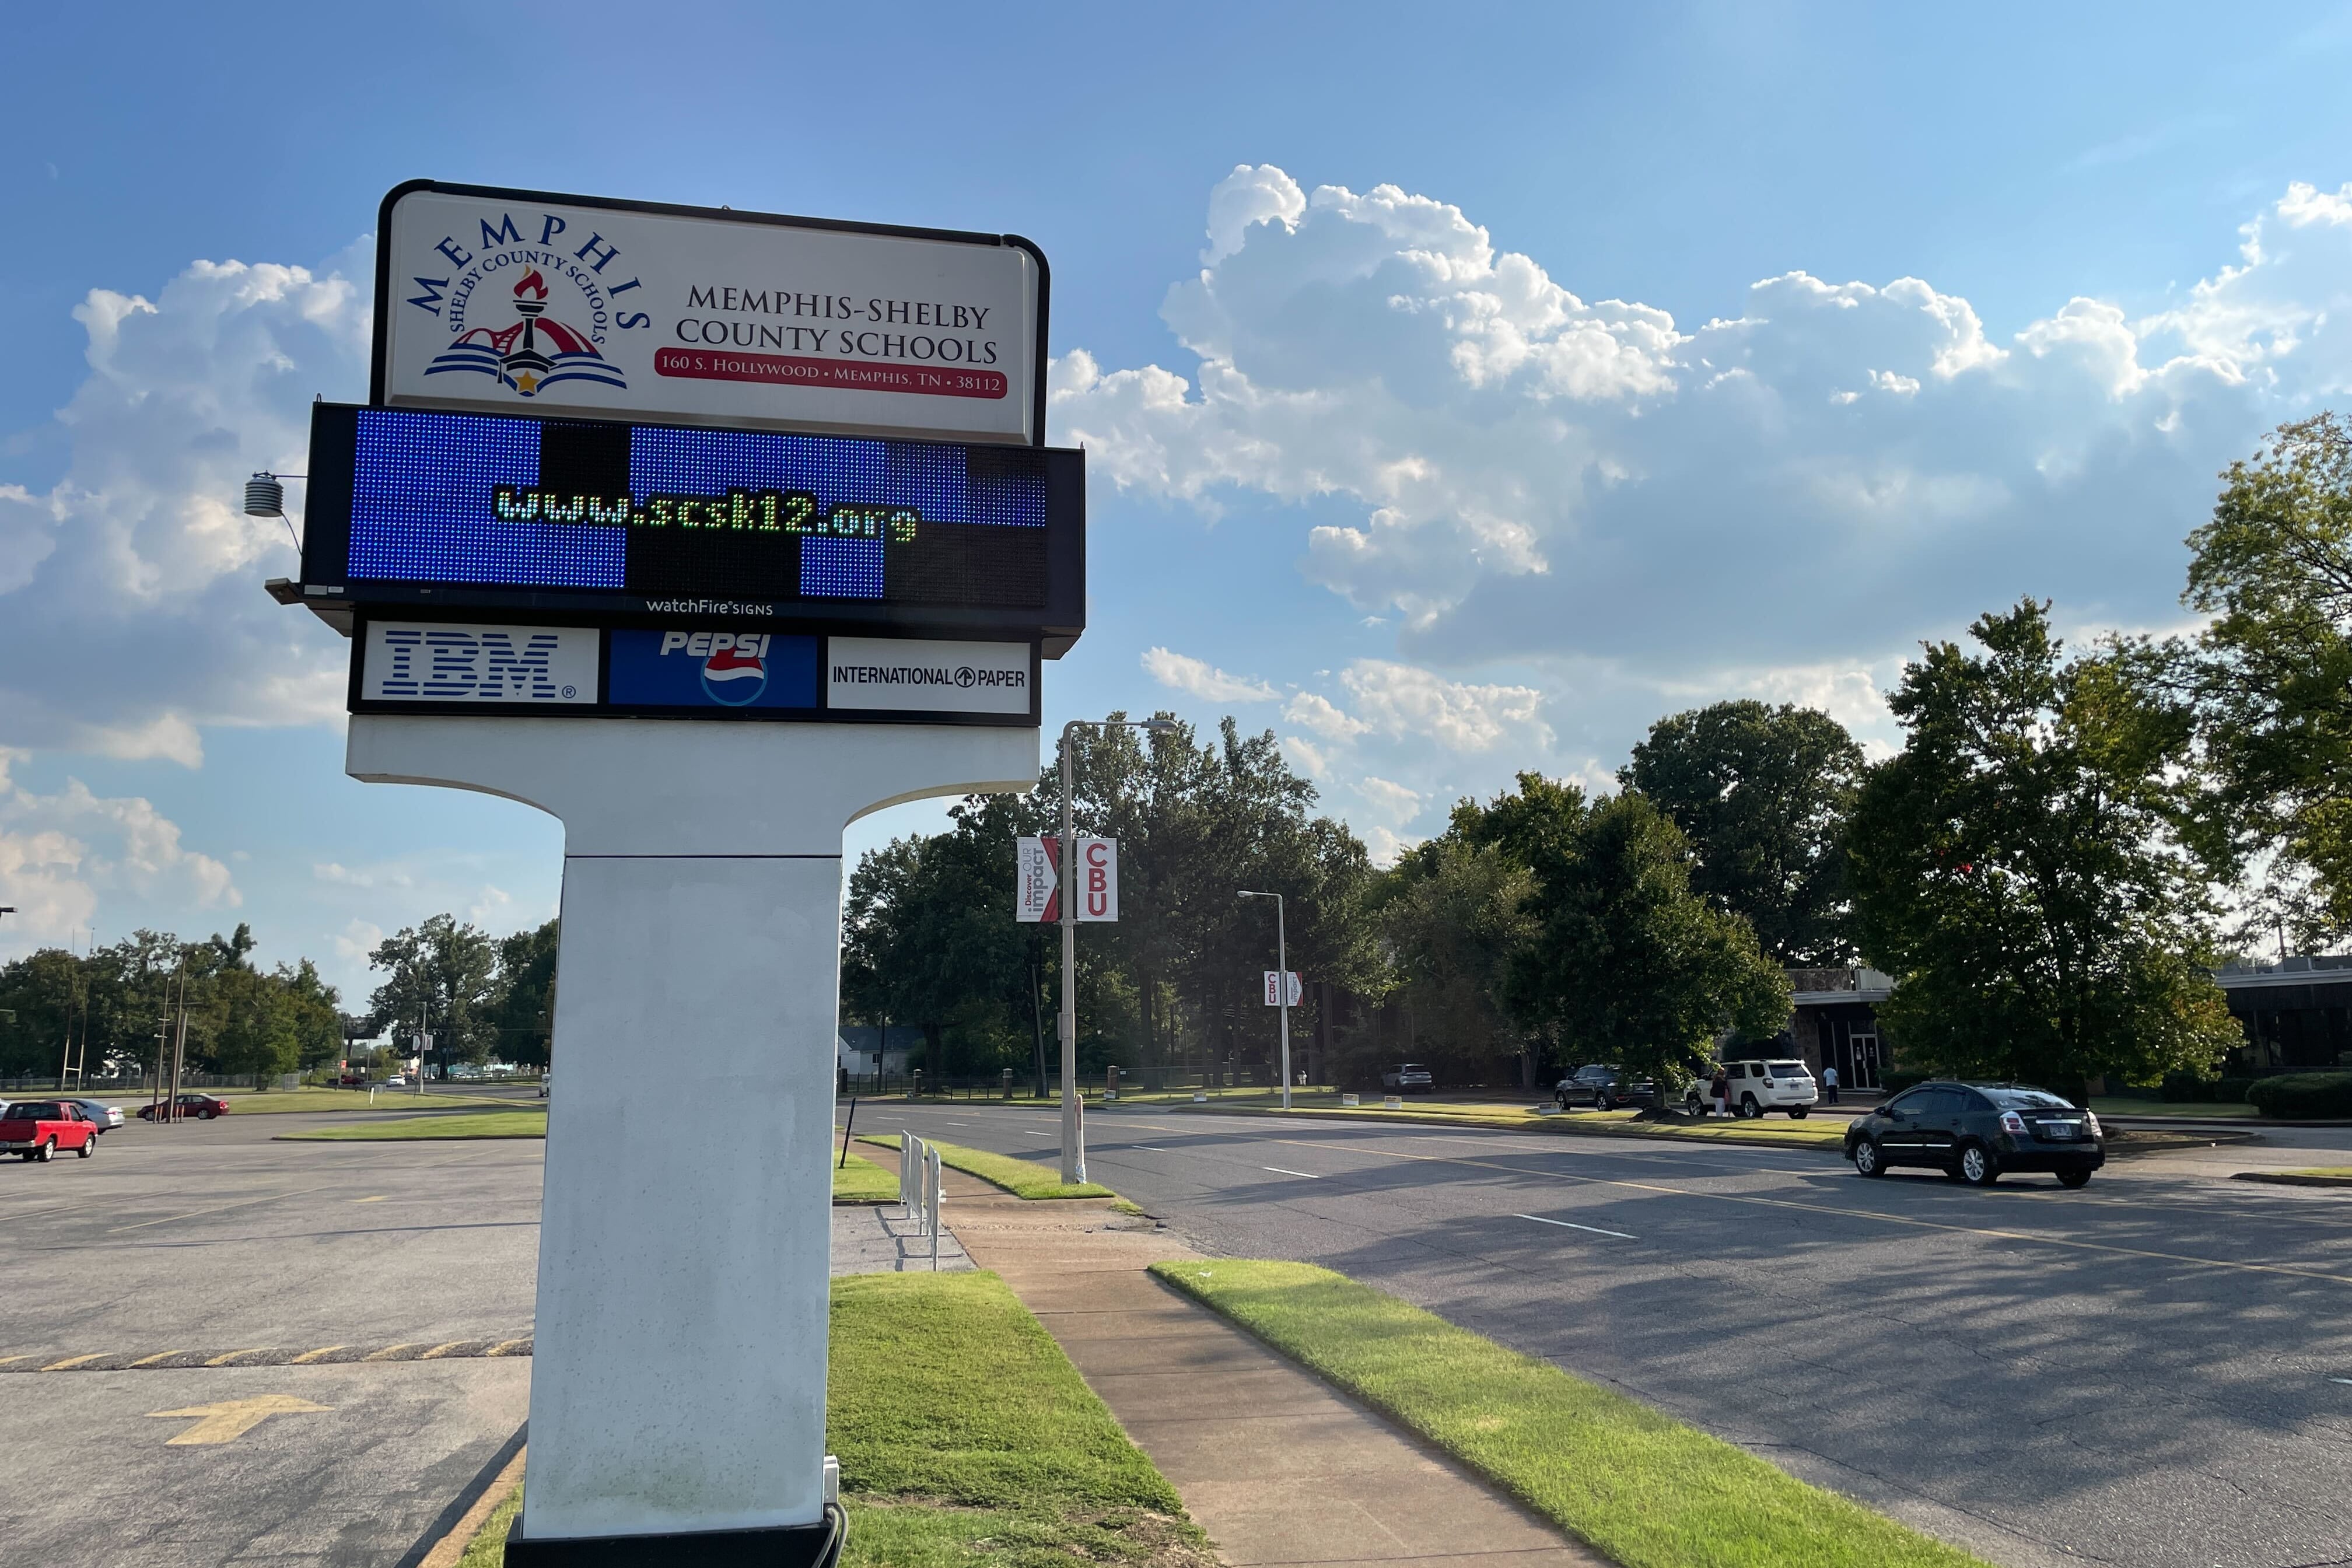 MEMPHIS
SHELBY COUNTY SCHOOLS
MEMPHIS-SHELBY
COUNTY SCHOOLS
160 S. HOLLYWOOD • MEMPHIS, TN • 38112
www.scsk12.org
watchFire® SIGNS
IBM®
PEPSI
INTERNATIONAL PAPER
Discover OUR
impact
CBU
CBU
impact